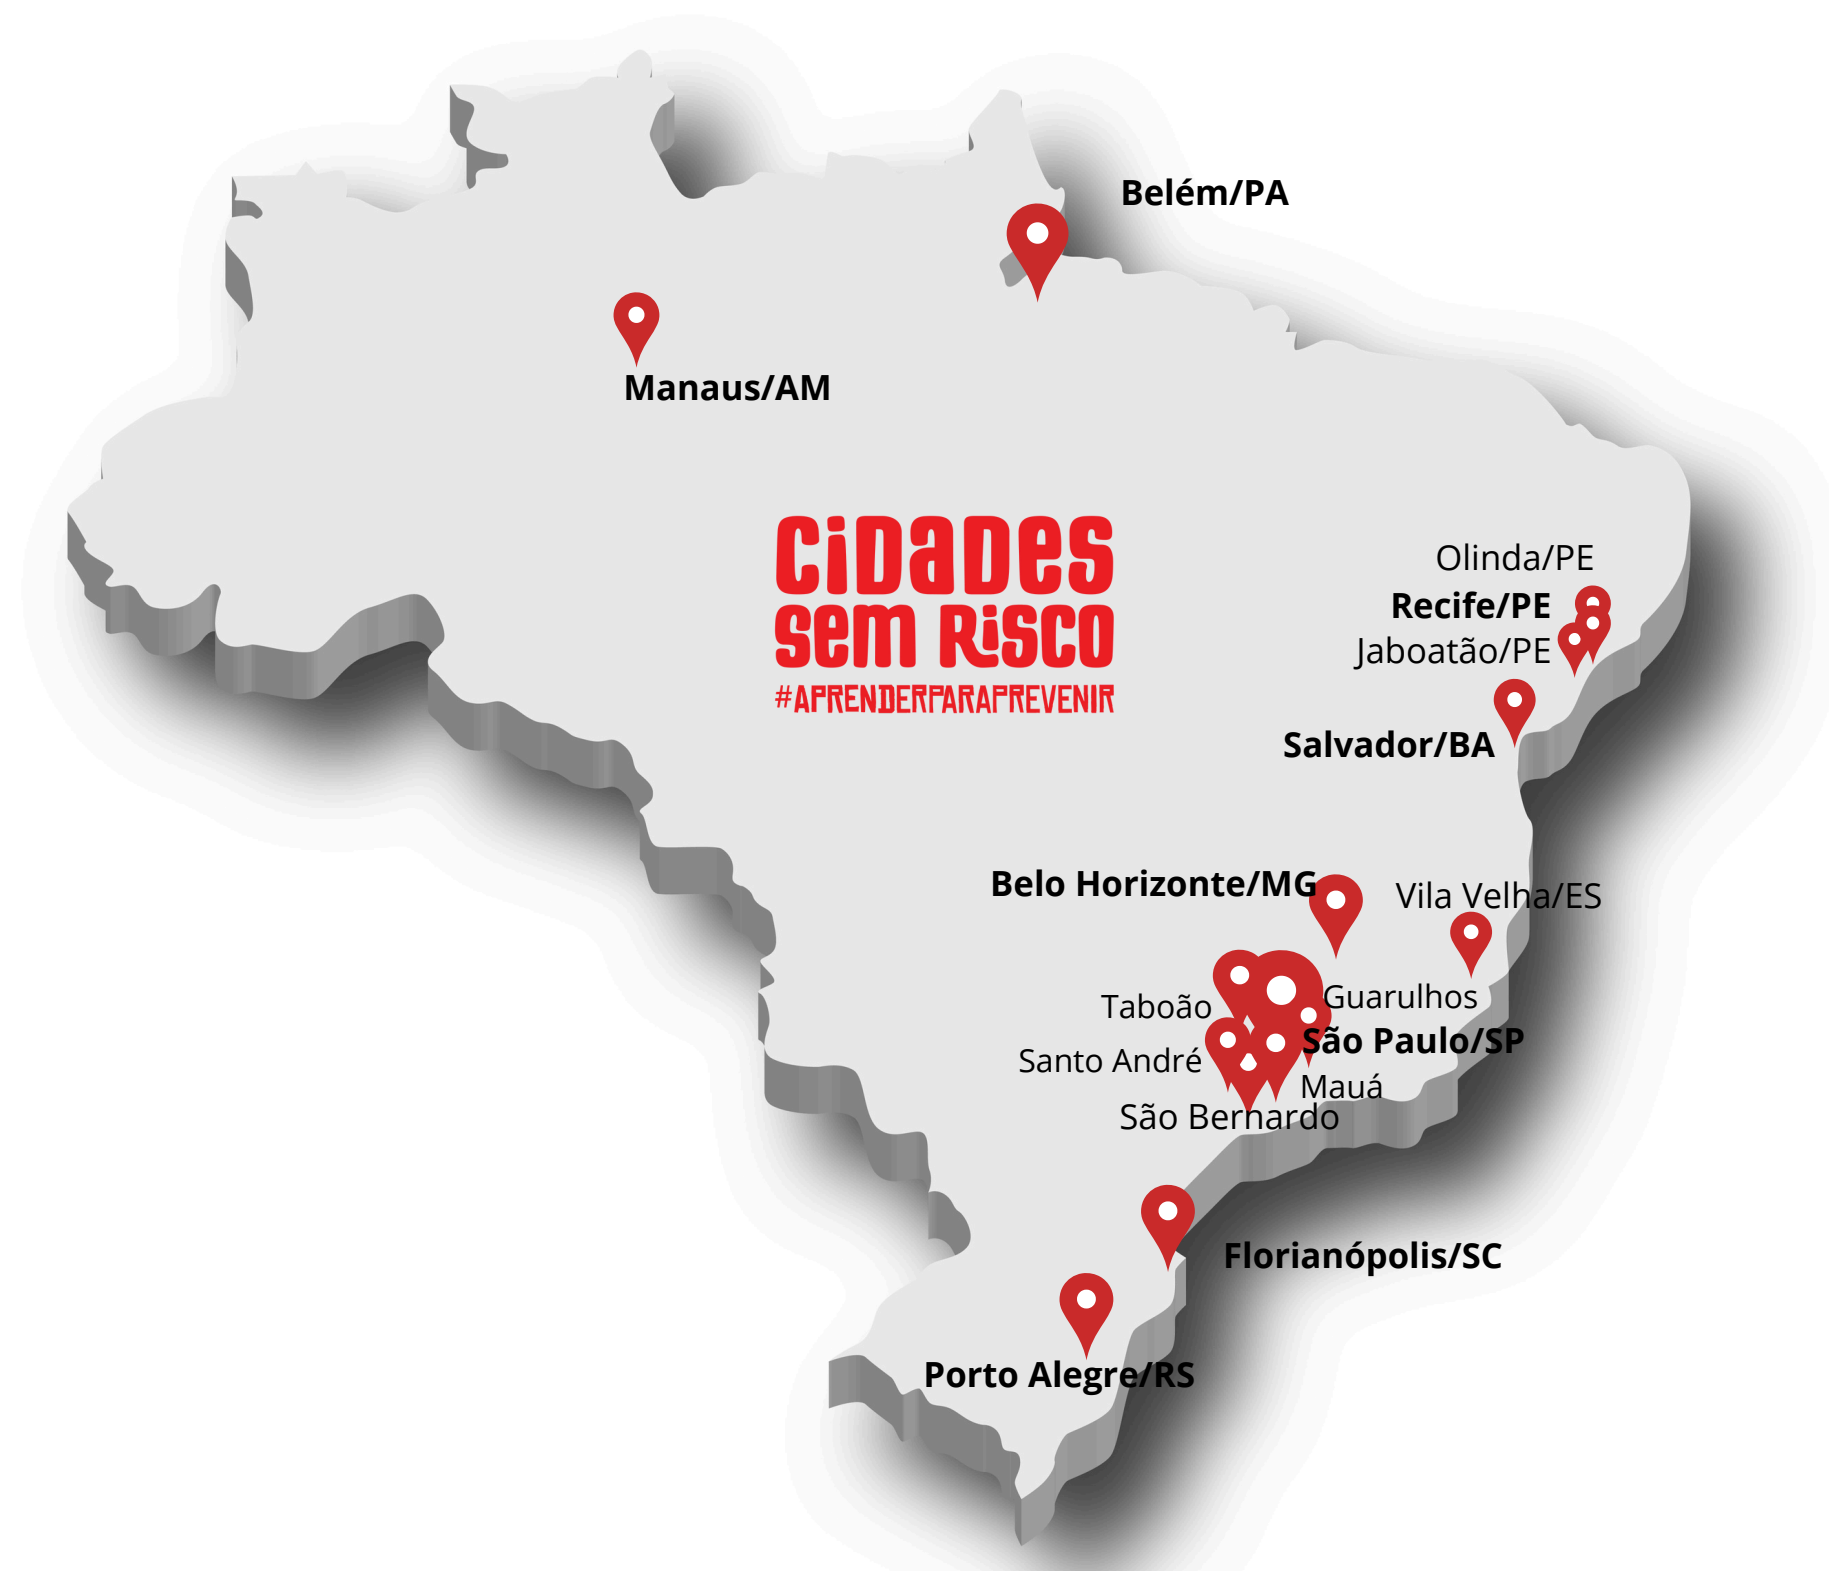 Belém/PA
Manaus/AM
CiDaDes
sem Risco
#APRENDERPARAPREVENIR
Olinda/PE
Recife/PE
Jaboatão/PE
Salvador/BA
Belo Horizonte/MG
Vila Velha/ES
Taboão
Guarulhos
São Paulo/SP
Santo André
Mauá
São Bernardo
Florianópolis/SC
Porto Alegre/RS